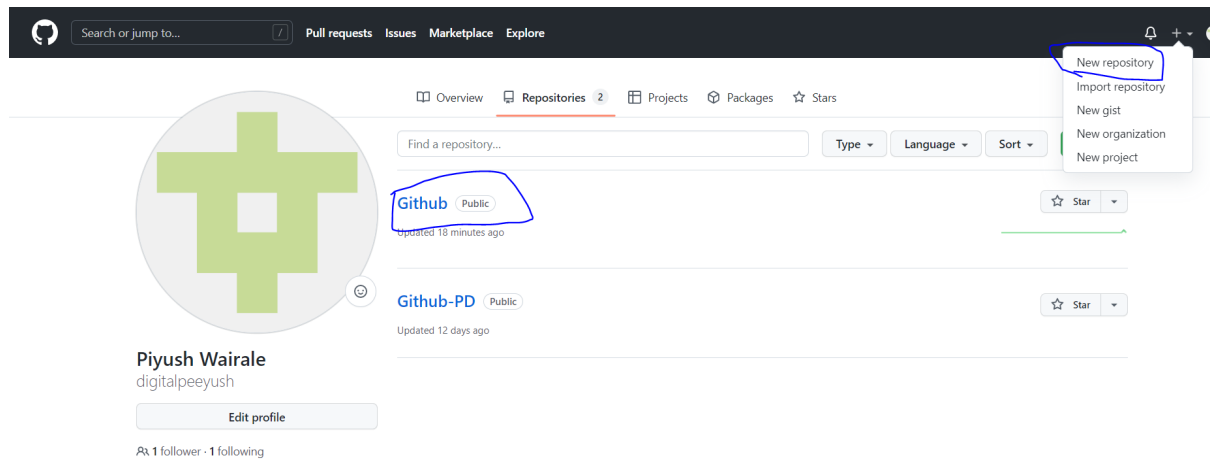 Search or jump to... / Pull requests Issues Marketplace Explore
New repository
Import repository
New gist
New organization
New project
Overview Repositories 2 Projects Packages Stars
Find a repository... Type Language Sort
Github Public Star
Updated 18 minutes ago
Github-PD Public Star
Updated 12 days ago
Piyush Wairale
digitalpeeyush
Edit profile
1 follower · 1 following